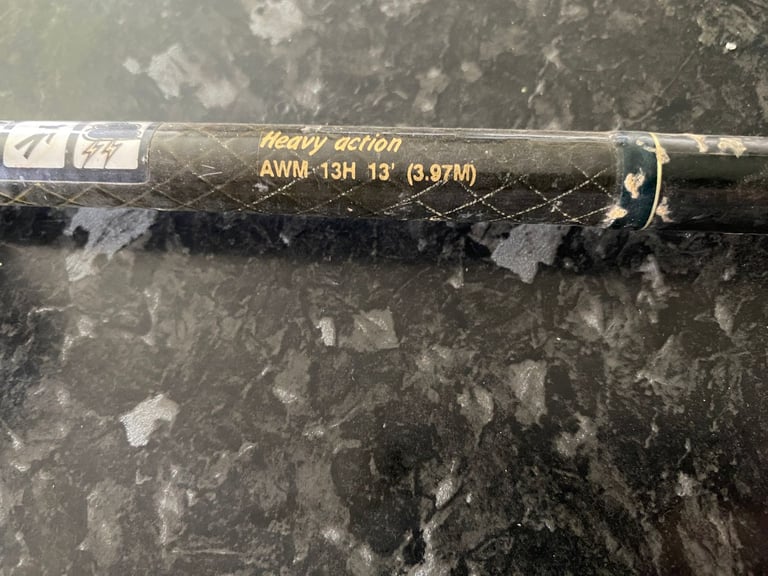 Heavy action
AWM 13H 13' (3.97M)